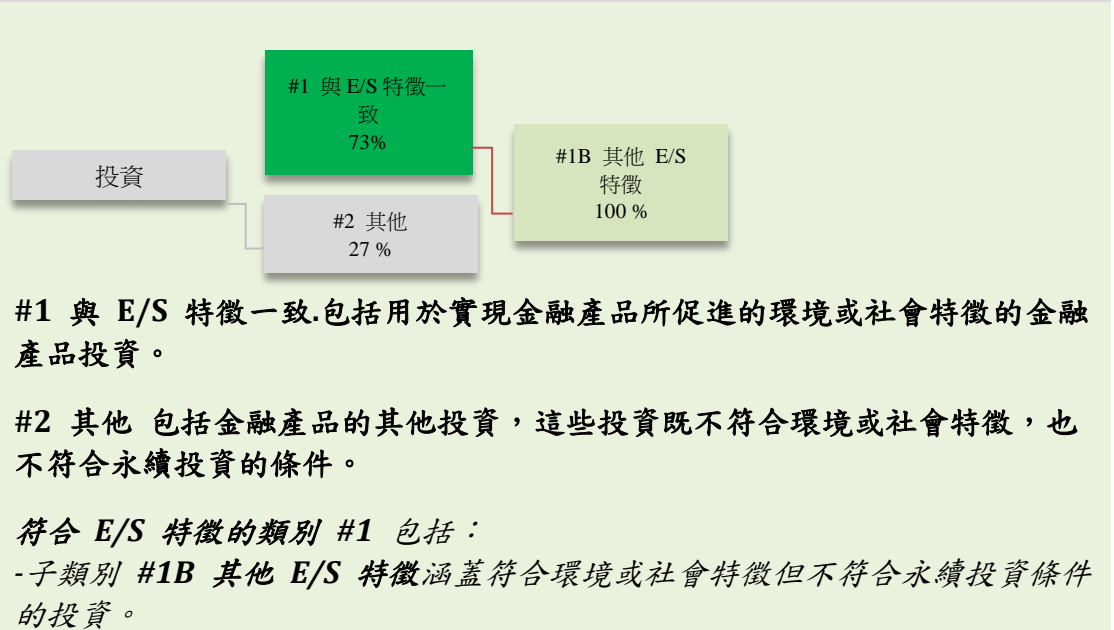 #1 與 E/S 特徵一
致
73%
投資
#2 其他
27 %
#1B 其他 E/S
特徵
100 %
#1 與 E/S 特徵一致.包括用於實現金融產品所促進的環境或社會特徵的金融
產品投資。
#2 其他 包括金融產品的其他投資，這些投資既不符合環境或社會特徵，也
不符合永續投資的條件。
符合 E/S 特徵的類別 #1 包括：
-子類別 #1B 其他 E/S 特徵涵蓋符合環境或社會特徵但不符合永續投資條件
的投資。